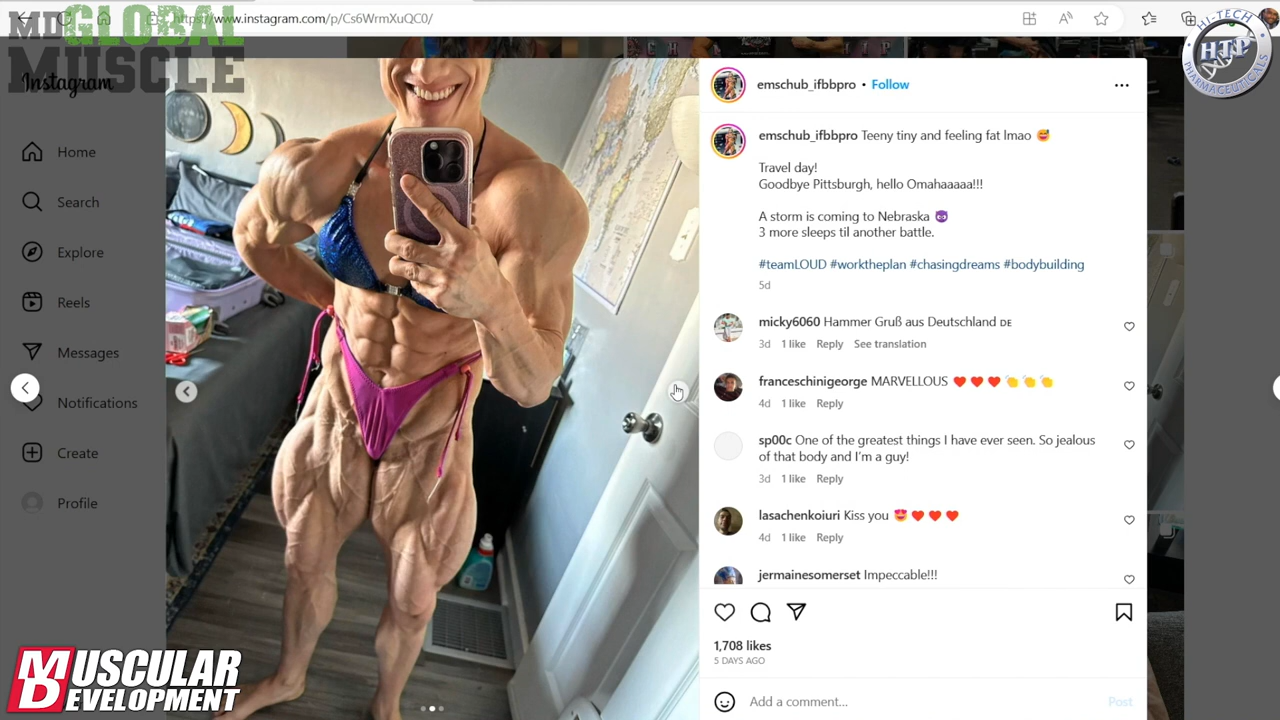 https://www.instagram.com/p/Cs6WrmXuQC0/
MD GLOBAL
MUSCLE
Instagram
HI-TECH
HTP
PHARMACEUTICALS
Home
Search
Explore
Reels
Messages
Notifications
Create
Profile
emschub_ifbbpro • Follow
emschub_ifbbpro Teeny tiny and feeling fat lmao 😅
Travel day!
Goodbye Pittsburgh, hello Omahaaaaa!!!
A storm is coming to Nebraska 😈
3 more sleeps til another battle.
#teamLOUD #worktheplan #chasingdreams #bodybuilding
5d
micky6060 Hammer Gruß aus Deutschland DE
3d 1 like Reply See translation
franceschinigeorge MARVELLOUS ❤️ ❤️ ❤️ 👏 👏 👏
4d 1 like Reply
sp00c One of the greatest things I have ever seen. So jealous
of that body and I'm a guy!
3d 1 like Reply
lasachenkoiuri Kiss you 😍 ❤️ ❤️ ❤️
4d 1 like Reply
jermainesomerset Impeccable!!!
1,708 likes
5 DAYS AGO
Add a comment...
Post
MUSCULAR
DEVELOPMENT